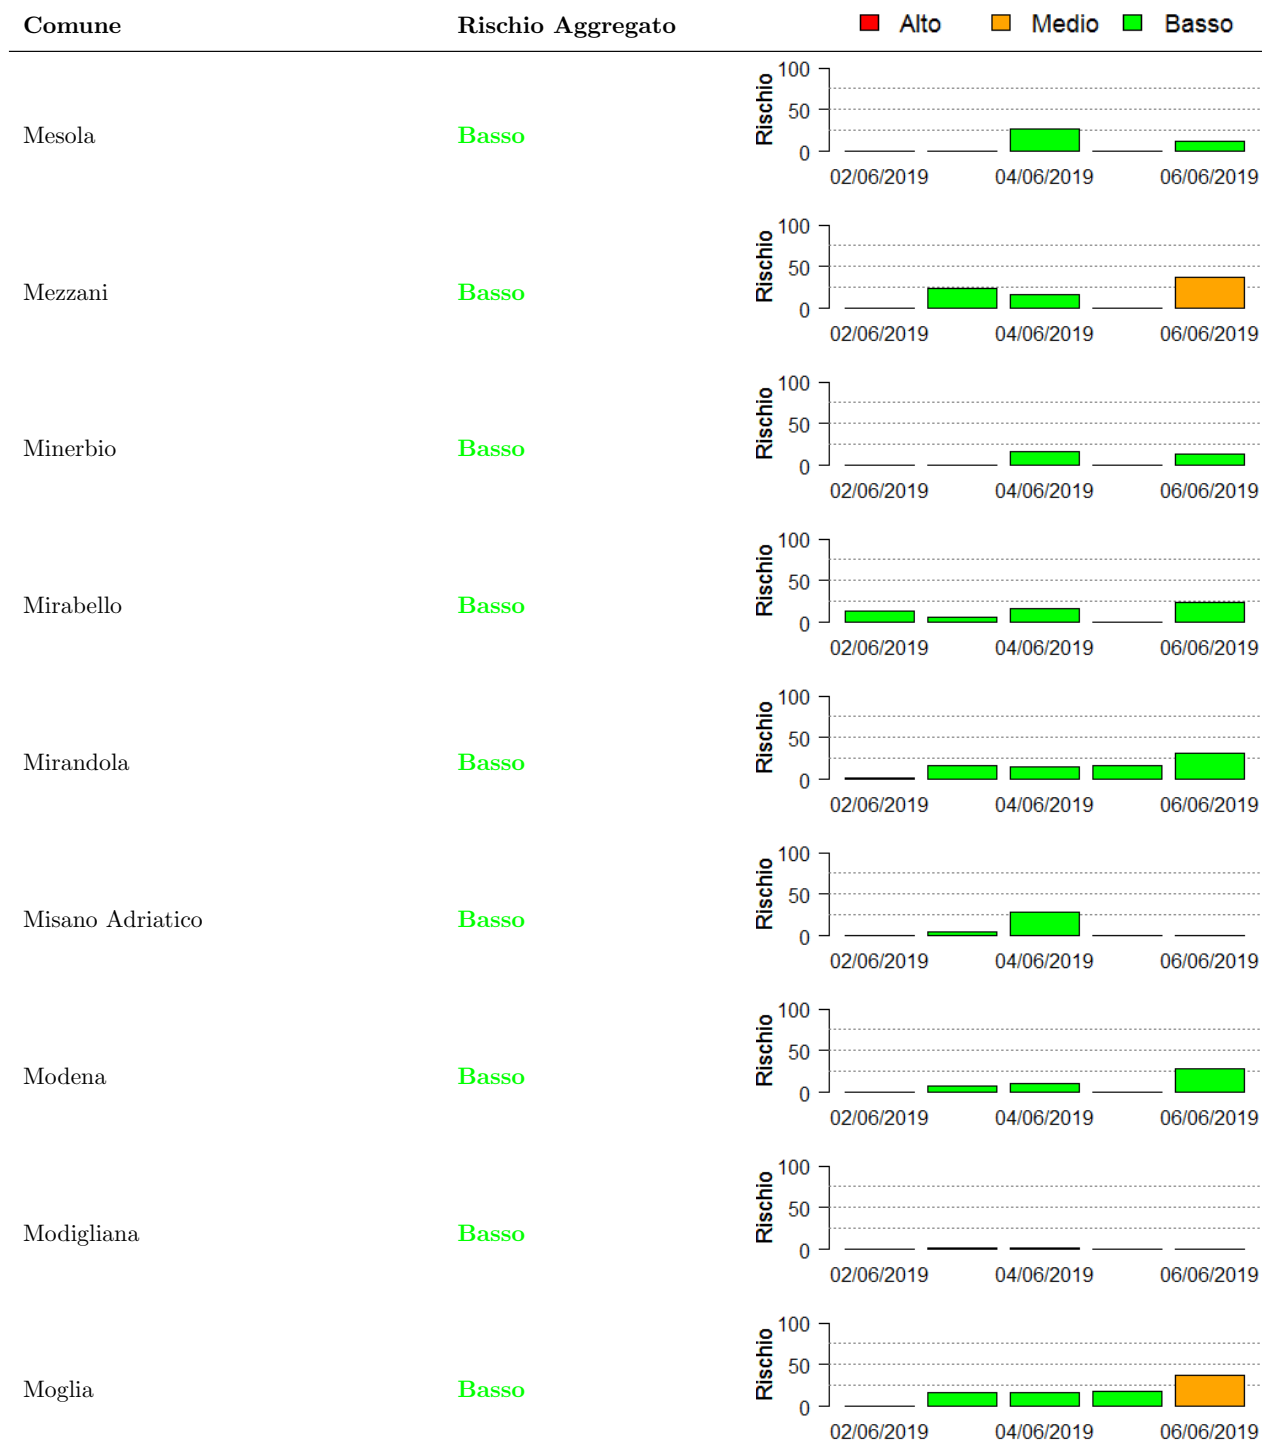 Comune Rischio Aggregato Alto Medio Basso
Mesola Basso
Rischio
100
50
0
02/06/2019 04/06/2019 06/06/2019
Mezzani Basso
Rischio
100
50
0
02/06/2019 04/06/2019 06/06/2019
Minerbio Basso
Rischio
100
50
0
02/06/2019 04/06/2019 06/06/2019
Mirabello Basso
Rischio
100
50
0
02/06/2019 04/06/2019 06/06/2019
Mirandola Basso
Rischio
100
50
0
02/06/2019 04/06/2019 06/06/2019
Misano Adriatico Basso
Rischio
100
50
0
02/06/2019 04/06/2019 06/06/2019
Modena Basso
Rischio
100
50
0
02/06/2019 04/06/2019 06/06/2019
Modigliana Basso
Rischio
100
50
0
02/06/2019 04/06/2019 06/06/2019
Moglia Basso
Rischio
100
50
0
02/06/2019 04/06/2019 06/06/2019